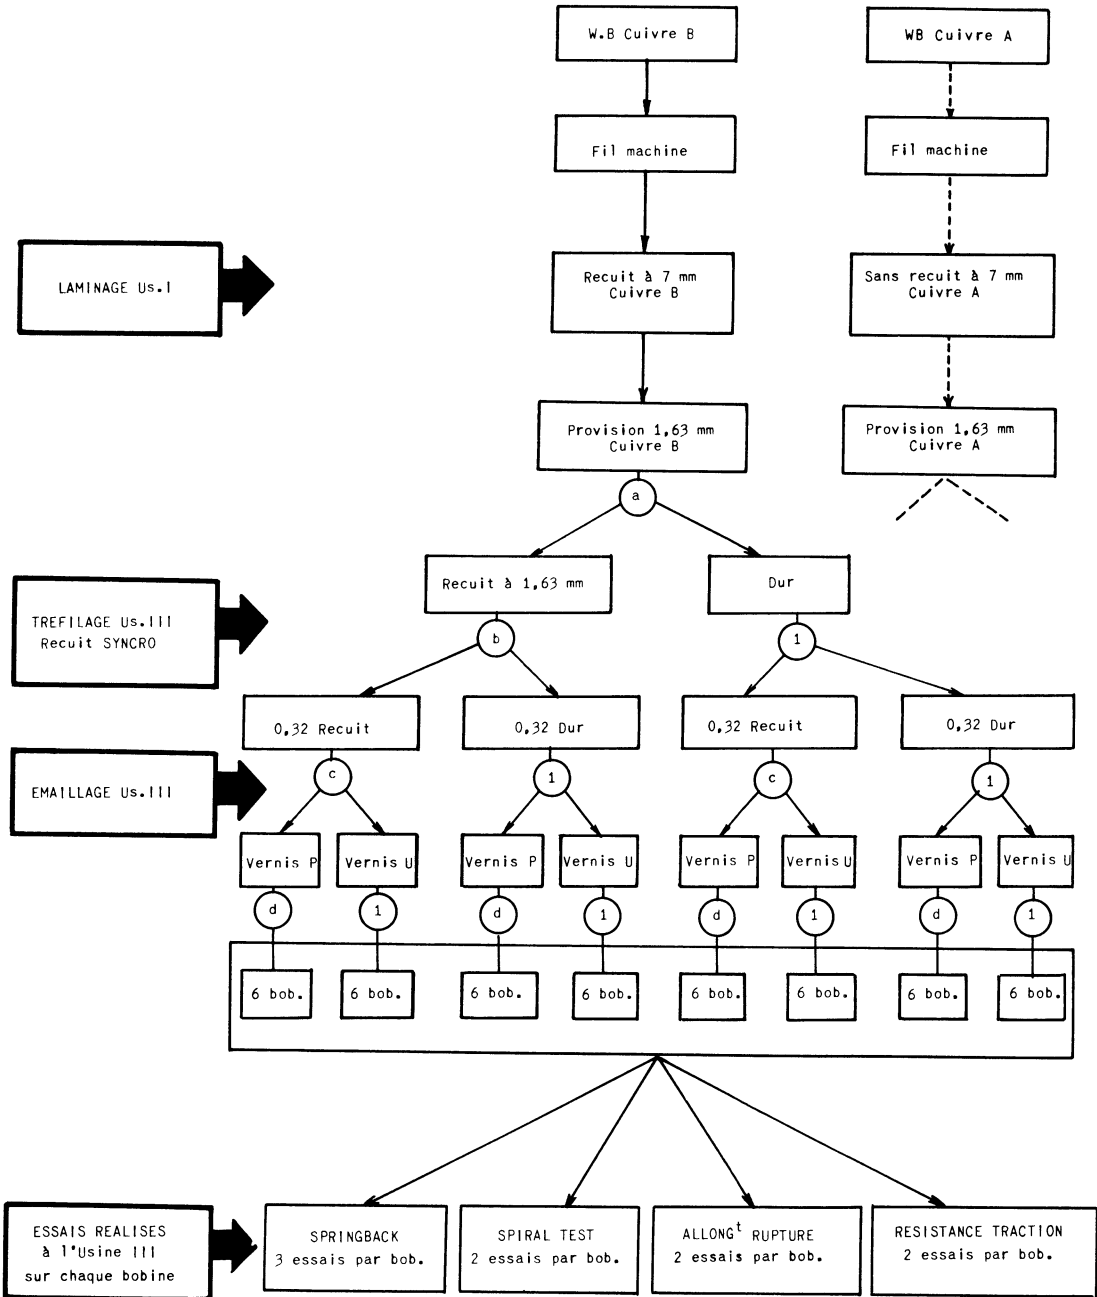 W.B Cuivre B
WB Cuivre A
Fil machine
Fil machine
LAMINAGE Us.I
Recuit à 7 mm
Cuivre B
Sans recuit à 7 mm
Cuivre A
Provision 1,63 mm
Cuivre B
Provision 1,63 mm
Cuivre A
a
TREFILAGE Us.III
Recuit SYNCRO
Recuit à 1,63 mm
Dur
b
1
0,32 Recuit
0,32 Dur
0,32 Recuit
0,32 Dur
EMAILLAGE Us.III
c
1
c
1
Vernis P
Vernis U
Vernis P
Vernis U
Vernis P
Vernis U
Vernis P
Vernis U
d
1
d
1
d
1
d
1
6 bob.
6 bob.
6 bob.
6 bob.
6 bob.
6 bob.
6 bob.
6 bob.
ESSAIS REALISES
à l'Usine III
sur chaque bobine
SPRINGBACK
3 essais par bob.
SPIRAL TEST
2 essais par bob.
ALLONGt RUPTURE
2 essais par bob.
RESISTANCE TRACTION
2 essais par bob.